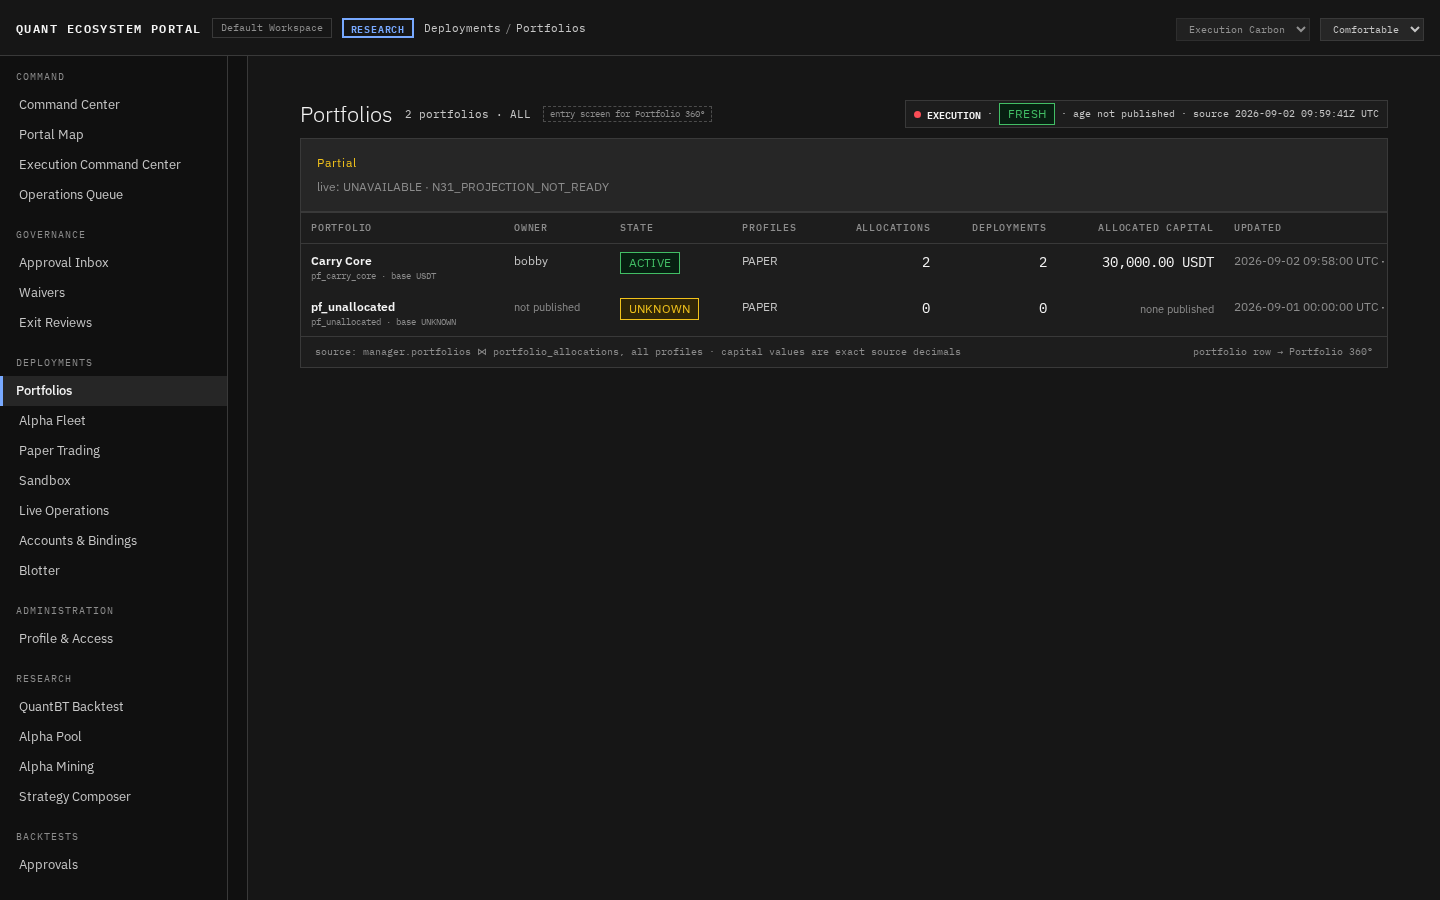 QUANT ECOSYSTEM PORTAL Default Workspace RESEARCH Deployments / Portfolios Execution Carbon Comfortable
COMMAND
Command Center
Portal Map
Execution Command Center
Operations Queue
GOVERNANCE
Approval Inbox
Waivers
Exit Reviews
DEPLOYMENTS
Portfolios
Alpha Fleet
Paper Trading
Sandbox
Live Operations
Accounts & Bindings
Blotter
ADMINISTRATION
Profile & Access
RESEARCH
QuantBT Backtest
Alpha Pool
Alpha Mining
Strategy Composer
BACKTESTS
Approvals
Portfolios 2 portfolios · ALL entry screen for Portfolio 360° EXECUTION · FRESH · age not published · source 2026-09-02 09:59:41Z UTC
Partial
live: UNAVAILABLE · N31_PROJECTION_NOT_READY
PORTFOLIO OWNER STATE PROFILES ALLOCATIONS DEPLOYMENTS ALLOCATED CAPITAL UPDATED
Carry Core bobby ACTIVE PAPER 2 2 30,000.00 USDT 2026-09-02 09:58:00 UTC ·
pf_carry_core · base USDT
pf_unallocated not published UNKNOWN PAPER 0 0 none published 2026-09-01 00:00:00 UTC ·
pf_unallocated · base UNKNOWN
source: manager.portfolios ⋈ portfolio_allocations, all profiles · capital values are exact source decimals portfolio row → Portfolio 360°